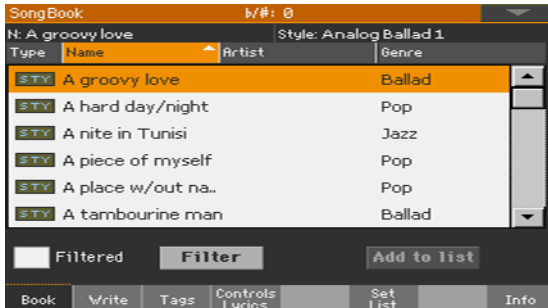 SongBook ♭/#: 0
N: A groovy love Style: Analog Ballad 1
Type Name Artist Genre
STY A groovy love Ballad
STY A hard day/night Pop
STY A nite in Tunisi Jazz
STY A piece of myself Pop
STY A place w/out na.. Pop
STY A tambourine man Ballad
Filtered Filter Add to list
Book Write Tags Controls Lyrics Set List Info